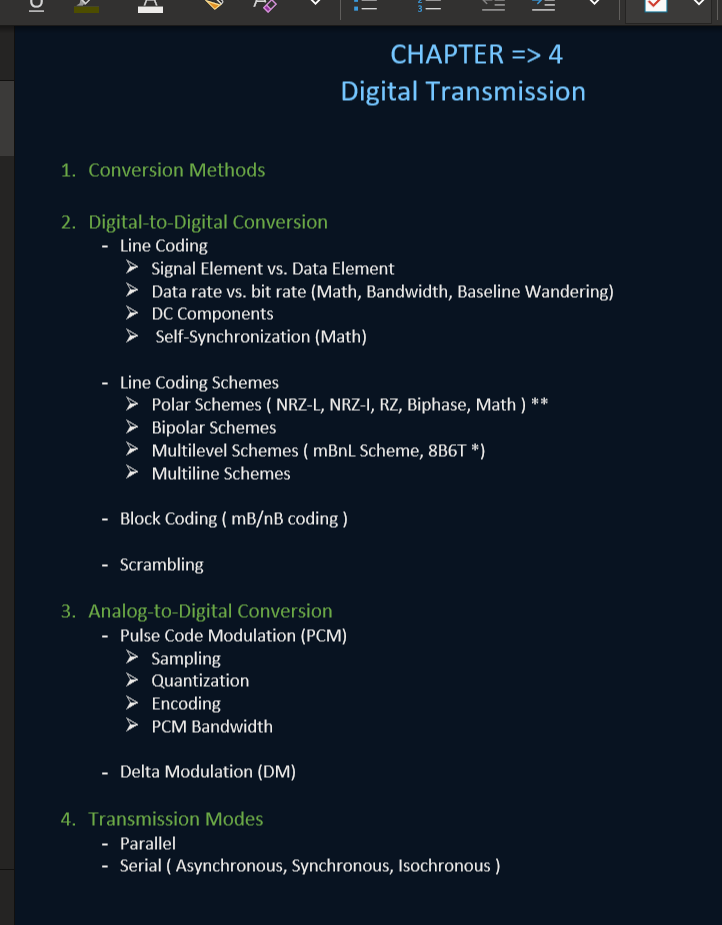 CHAPTER => 4
Digital Transmission
1. Conversion Methods
2. Digital-to-Digital Conversion
- Line Coding
➢ Signal Element vs. Data Element
➢ Data rate vs. bit rate (Math, Bandwidth, Baseline Wandering)
➢ DC Components
➢ Self-Synchronization (Math)
- Line Coding Schemes
➢ Polar Schemes ( NRZ-L, NRZ-I, RZ, Biphase, Math ) **
➢ Bipolar Schemes
➢ Multilevel Schemes ( mBnL Scheme, 8B6T *)
➢ Multiline Schemes
- Block Coding ( mB/nB coding )
- Scrambling
3. Analog-to-Digital Conversion
- Pulse Code Modulation (PCM)
➢ Sampling
➢ Quantization
➢ Encoding
➢ PCM Bandwidth
- Delta Modulation (DM)
4. Transmission Modes
- Parallel
- Serial ( Asynchronous, Synchronous, Isochronous )